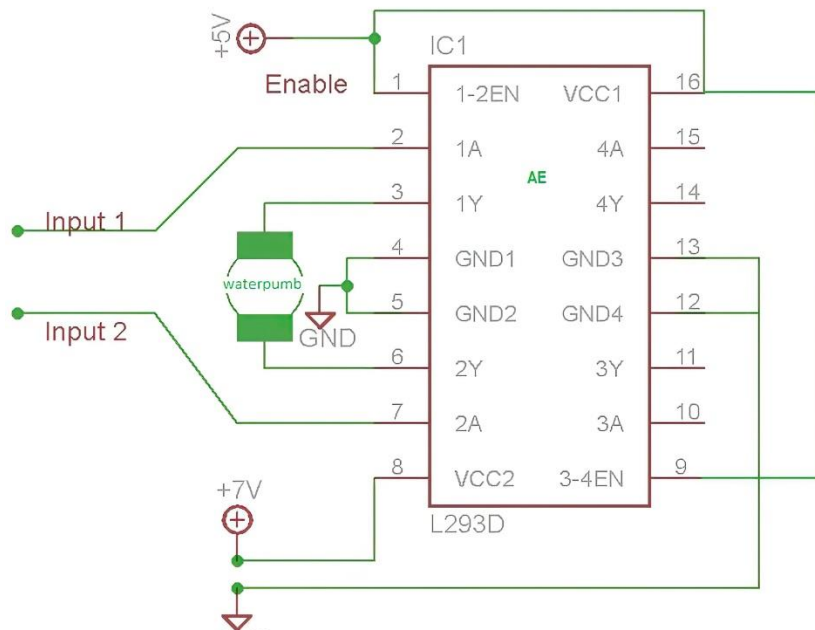 +5V
IC1
Enable
1 1-2EN VCC1 16
2 1A 4A 15
AE
3 1Y 4Y 14
Input 1
4 GND1 GND3 13
waterpumb
5 GND2 GND4 12
Input 2
GND
6 2Y 3Y 11
7 2A 3A 10
8 VCC2 3-4EN 9
+7V
L293D